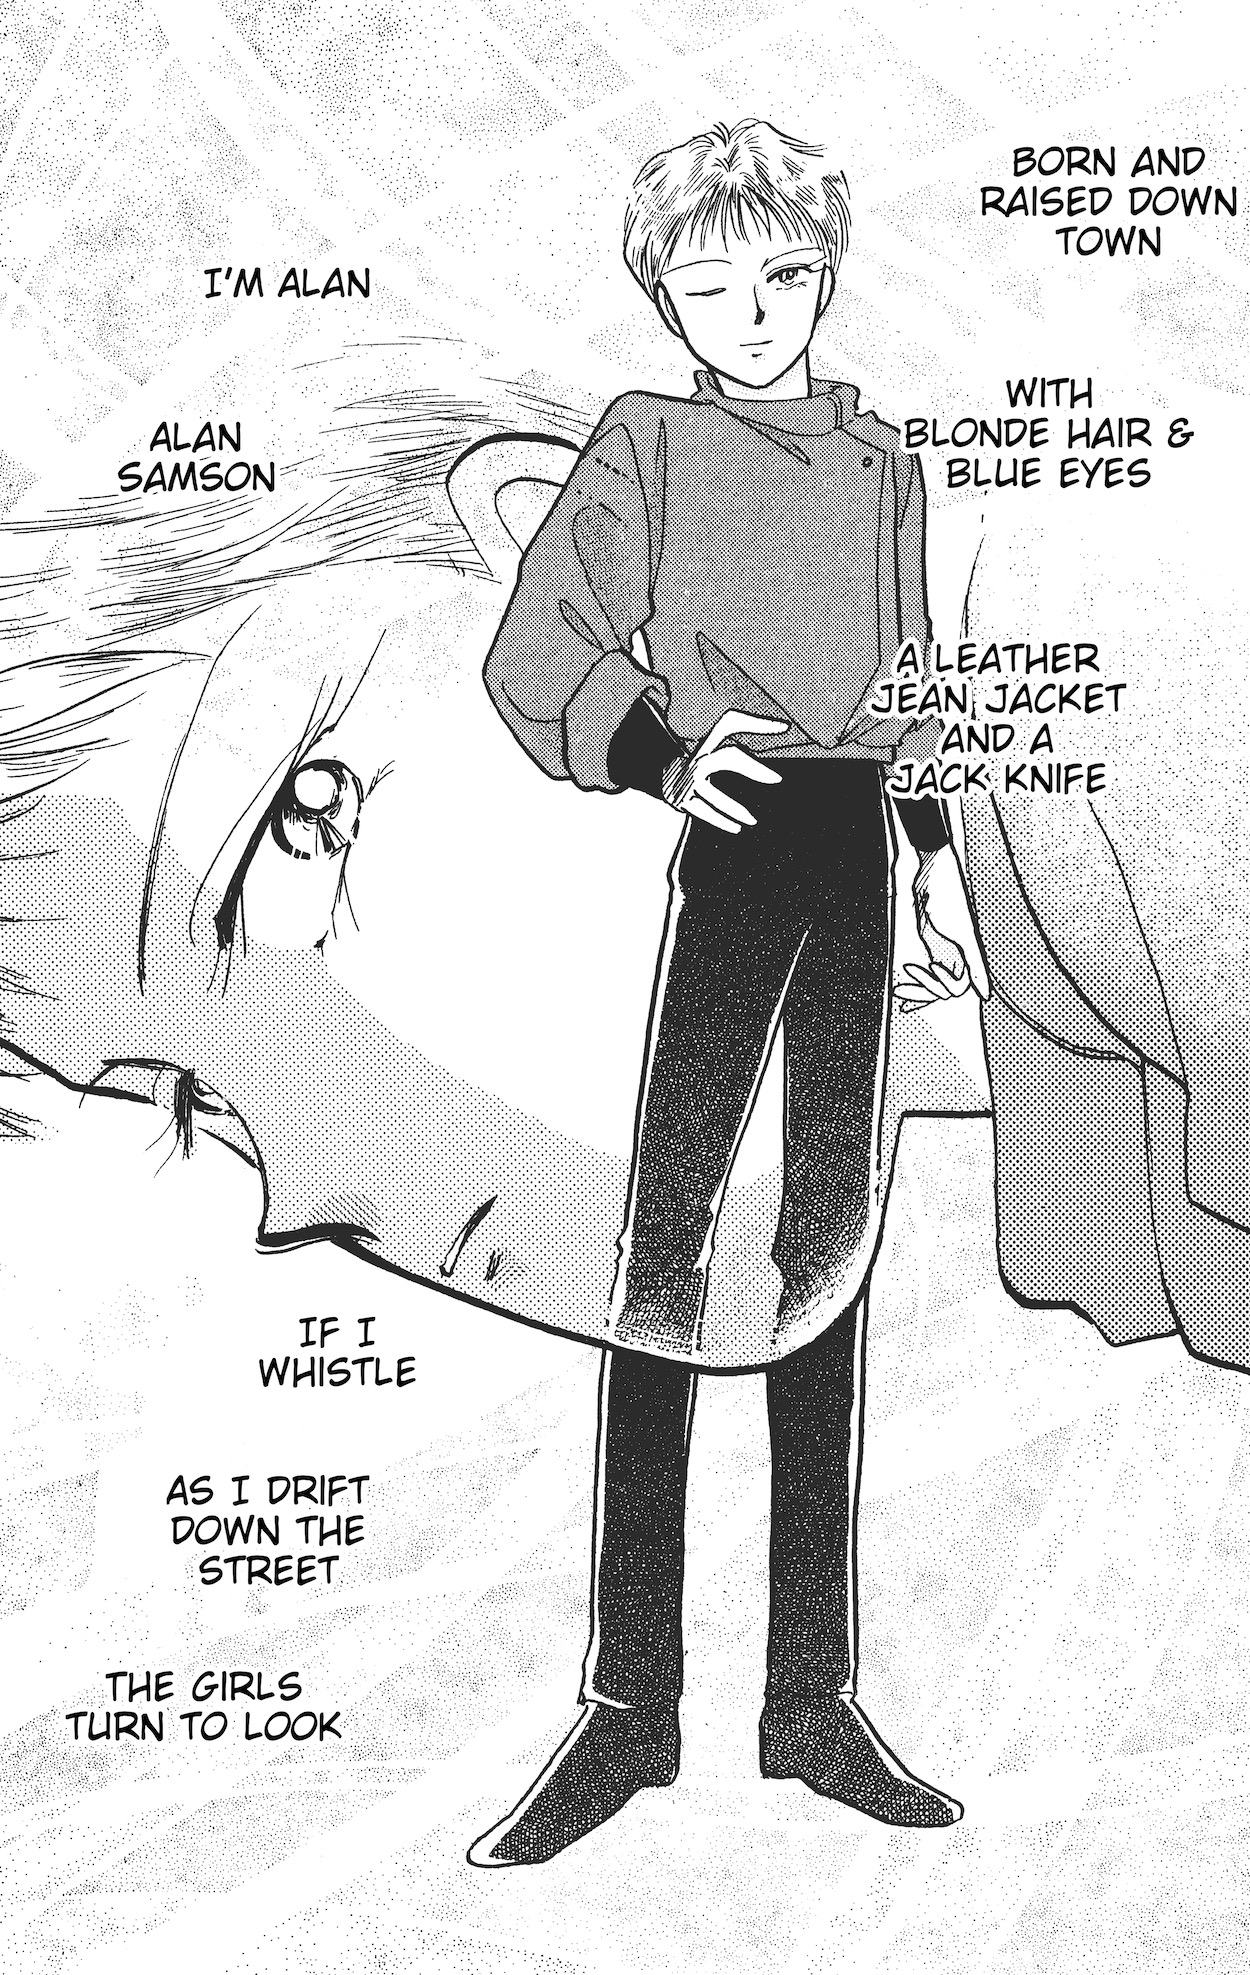 BORN AND
RAISED DOWN
TOWN
WITH
BLONDE HAIR &
BLUE EYES
A LEATHER
JEAN JACKET
AND A
JACK KNIFE
I'M ALAN
ALAN
SAMSON
IF I
WHISTLE
AS I DRIFT
DOWN THE
STREET
THE GIRLS
TURN TO LOOK